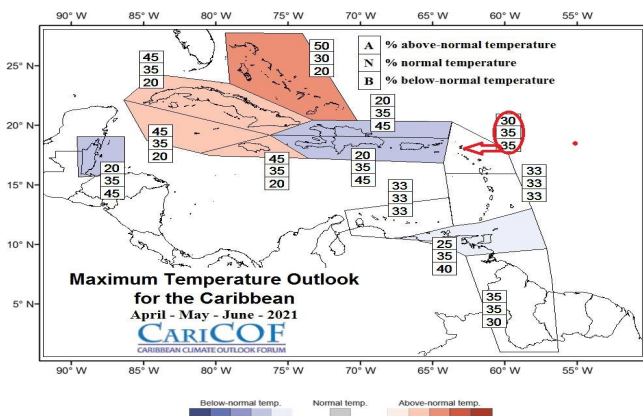 A % above-normal temperature
N % normal temperature
B % below-normal temperature
25° N
20° N
15° N
10° N
5° N
45
35
20
50
30
20
20
35
45
30
35
35
45
35
20
20
35
45
45
35
20
20
35
45
33
33
33
33
33
33
25
35
40
35
35
30
Maximum Temperature Outlook
for the Caribbean
April - May - June - 2021
CARICOF
CARIBBEAN CLIMATE OUTLOOK FORUM
90° W
85° W
80° W
75° W
70° W
65° W
60° W
55° W
Below-normal temp.
Normal temp.
Above-normal temp.